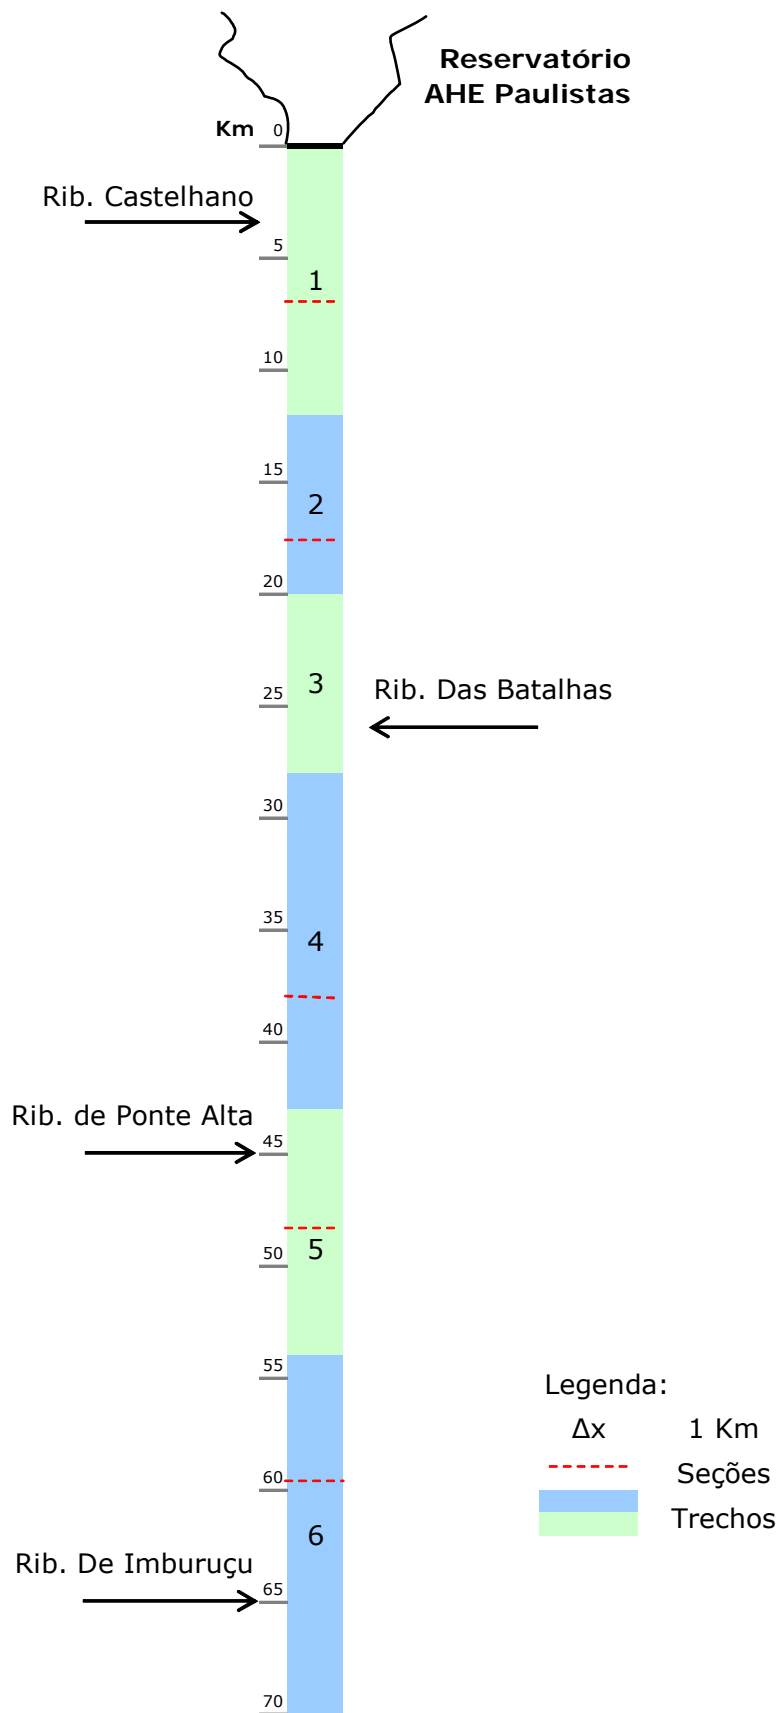 Reservatório
AHE Paulistas
Km 0
Rib. Castelhano
5
1
10
15
2
20
3
Rib. Das Batalhas
25
30
35
4
40
Rib. de Ponte Alta
45
5
50
55
Legenda:
Δx 1 Km
Seções
60
Trechos
6
Rib. De Imburuçu
65
70